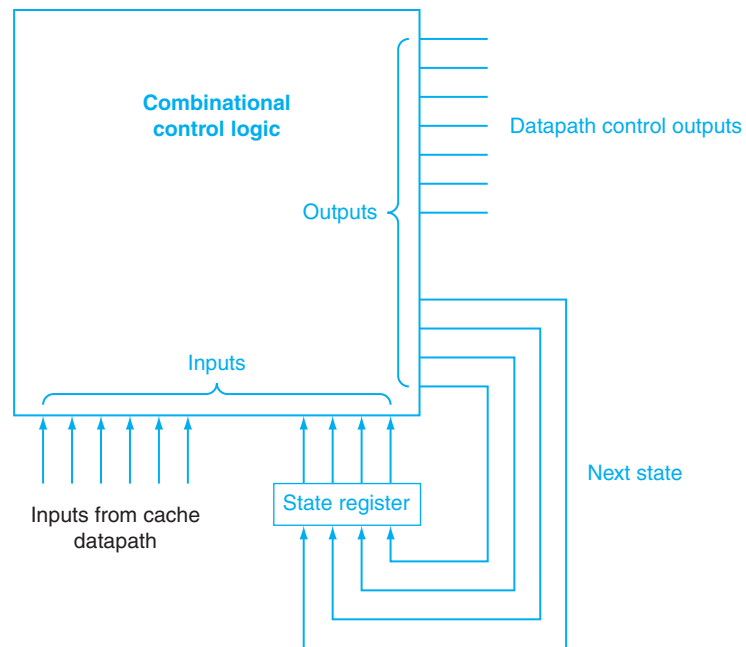 Combinational
control logic
Datapath control outputs
Outputs
Inputs
Next state
State register
Inputs from cache
datapath